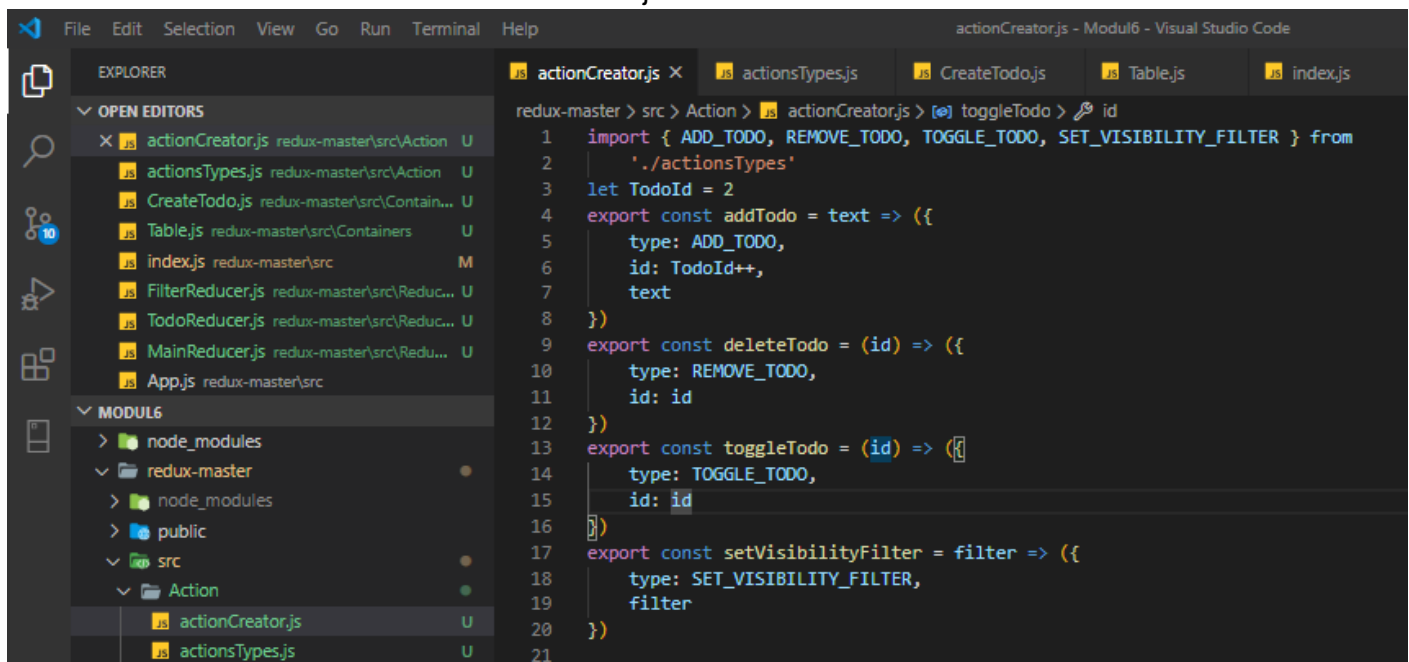 File Edit Selection View Go Run Terminal Help
actionCreator.js - Modul6 - Visual Studio Code
EXPLORER
OPEN EDITORS
actionCreator.js redux-master\src\Action U
actionsTypes.js redux-master\src\Action U
CreateTodo.js redux-master\src\Contain... U
Table.js redux-master\src\Containers U
index.js redux-master\src M
FilterReducer.js redux-master\src\Reduc... U
TodoReducer.js redux-master\src\Reduc... U
MainReducer.js redux-master\src\Redu... U
App.js redux-master\src
MODUL6
node_modules
redux-master
node_modules
public
src
Action
actionCreator.js U
actionsTypes.js U
10
actionCreator.js actionsTypes.js CreateTodo.js Table.js index.js
redux-master > src > Action > actionCreator.js > toggleTodo > id
1 import { ADD_TODO, REMOVE_TODO, TOGGLE_TODO, SET_VISIBILITY_FILTER } from
2 './actionsTypes'
3 let TodoId = 2
4 export const addTodo = text => ({
5 type: ADD_TODO,
6 id: TodoId++,
7 text
8 })
9 export const deleteTodo = (id) => ({
10 type: REMOVE_TODO,
11 id: id
12 })
13 export const toggleTodo = (id) => ({
14 type: TOGGLE_TODO,
15 id: id
16 })
17 export const setVisibilityFilter = filter => ({
18 type: SET_VISIBILITY_FILTER,
19 filter
20 })
21